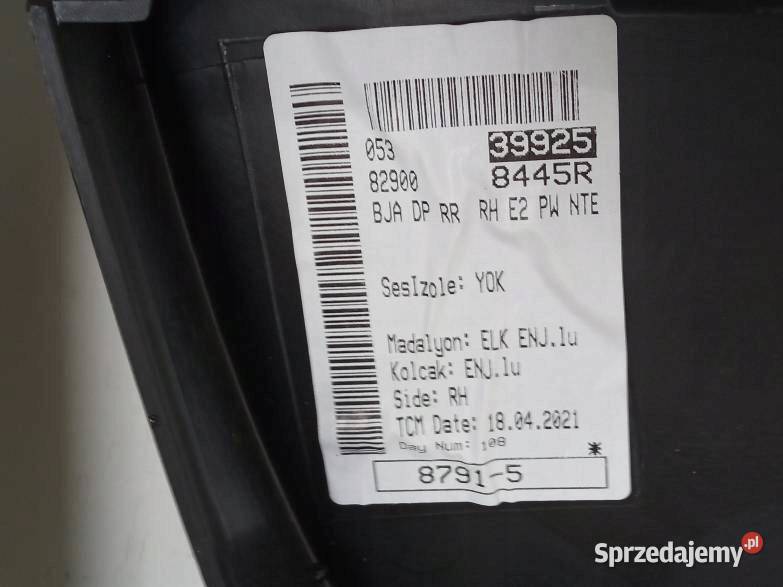 053 39925
82900 8445R
BJA DP RR RH E2 PW NTE
SesIzole: YOK
Madalyon: ELK ENJ.lu
Kolcak: ENJ.lu
Side: RH
TCM Date: 18.04.2021
Day Num: 108
*
8791-5
Sprzedajemy.pl